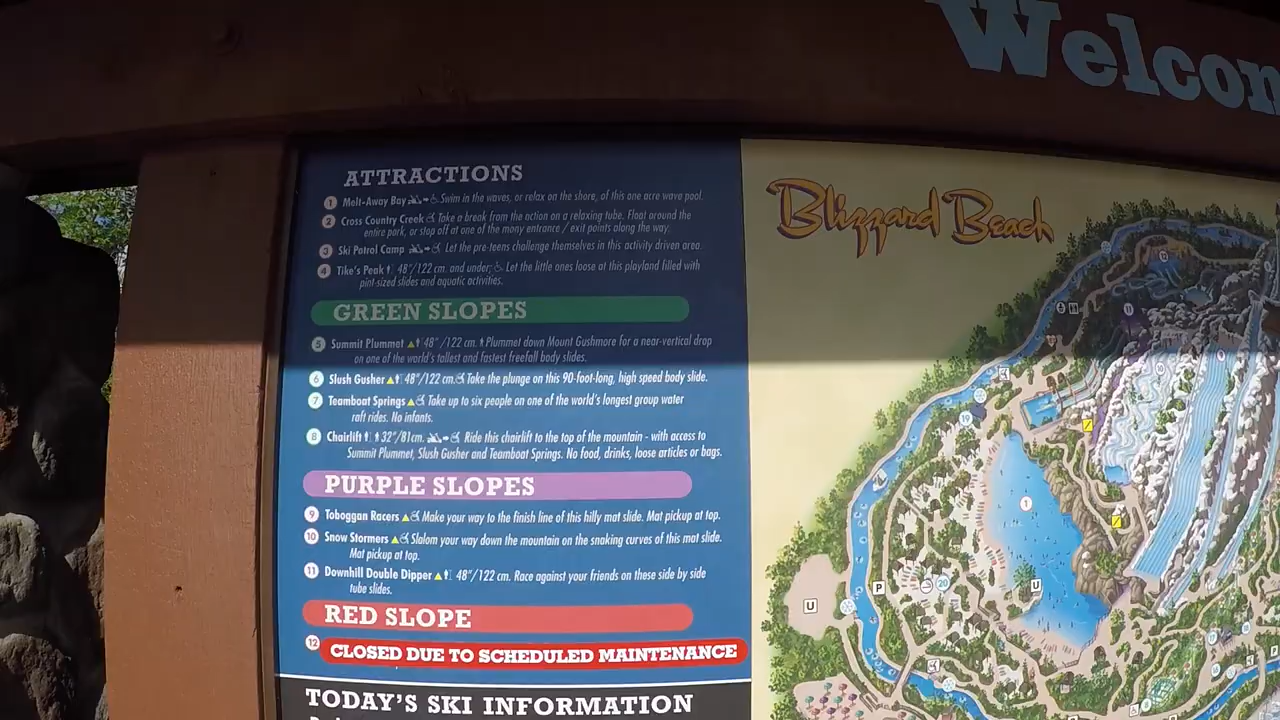 Welcom
ATTRACTIONS
1 Melt-Away Bay Swim in the waves, or relax on the shore, of this one acre wave pool.
2 Cross Country Creek Take a break from the action on a relaxing tube. Float around the
entire park, or stop off at one of the many entrance / exit points along the way.
3 Ski Patrol Camp Let the pre-teens challenge themselves in this activity driven area.
4 Tike's Peak 48"/122 cm. and under; Let the little ones loose at this playland filled with
pint-sized slides and aquatic activities.
GREEN SLOPES
5 Summit Plummet 48"/122 cm. Plummet down Mount Gushmore for a near-vertical drop
on one of the world's tallest and fastest freefall body slides.
6 Slush Gusher 48"/122 cm. Take the plunge on this 90-foot-long, high speed body slide.
7 Teamboat Springs Take up to six people on one of the world's longest group water
raft rides. No infants.
8 Chairlift 32"/81cm. Ride this chairlift to the top of the mountain - with access to
Summit Plummet, Slush Gusher and Teamboat Springs. No food, drinks, loose articles or bags.
PURPLE SLOPES
9 Toboggan Racers Make your way to the finish line of this hilly mat slide. Mat pickup at top.
10 Snow Stormers Slalom your way down the mountain on the snaking curves of this mat slide.
Mat pickup at top.
11 Downhill Double Dipper 48"/122 cm. Race against your friends on these side by side
tube slides.
RED SLOPE
12 CLOSED DUE TO SCHEDULED MAINTENANCE
TODAY'S SKI INFORMATION
Blizzard Beach
19
1
20
P
U
U
P